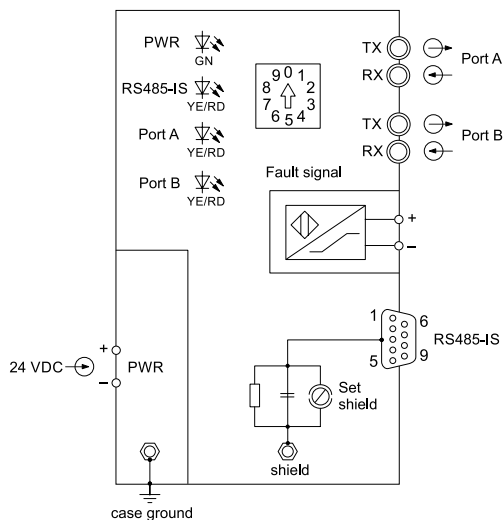 PWR
GN
RS485-IS
YE/RD
Port A
YE/RD
Port B
YE/RD
9 0 1
8 2
7 3
6 5 4
TX
RX
Port A
TX
RX
Port B
Fault signal
+
–
1 6
5 9
RS485-IS
Set
shield
shield
+
24 VDC
–
PWR
case ground